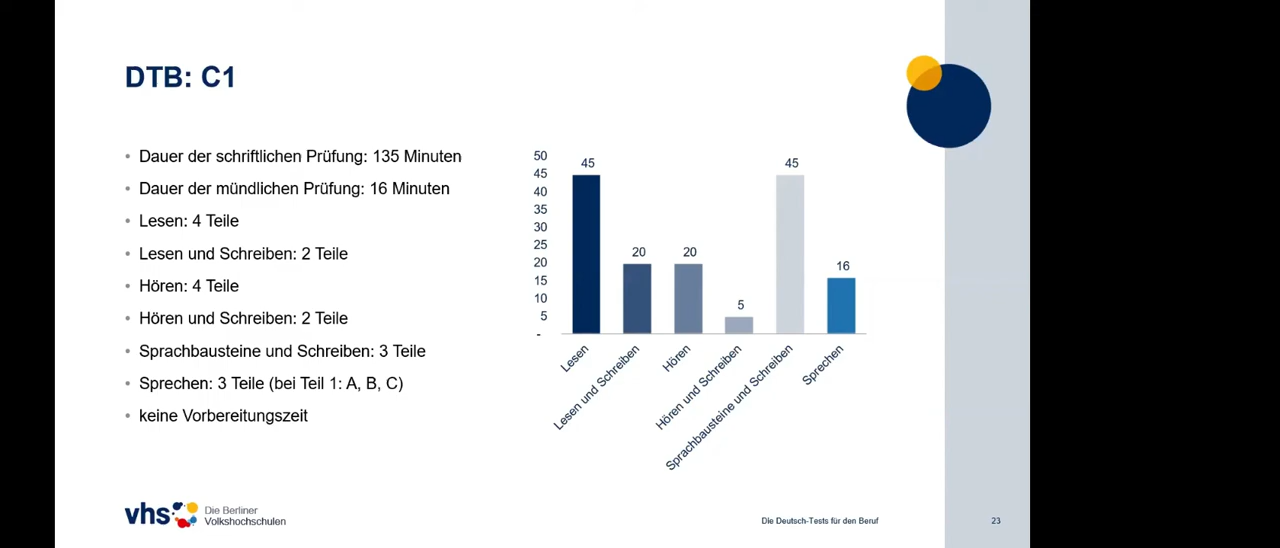 DTB: C1
• Dauer der schriftlichen Prüfung: 135 Minuten
• Dauer der mündlichen Prüfung: 16 Minuten
• Lesen: 4 Teile
• Lesen und Schreiben: 2 Teile
• Hören: 4 Teile
• Hören und Schreiben: 2 Teile
• Sprachbausteine und Schreiben: 3 Teile
• Sprechen: 3 Teile (bei Teil 1: A, B, C)
• keine Vorbereitungszeit
50
45
40
35
30
25
20
15
10
5
-
45
20
20
5
45
16
Lesen
Lesen und Schreiben
Hören
Hören und Schreiben
Sprachbausteine und Schreiben
Sprechen
vhs
Die Berliner
Volkshochschulen
Die Deutsch-Tests für den Beruf
23